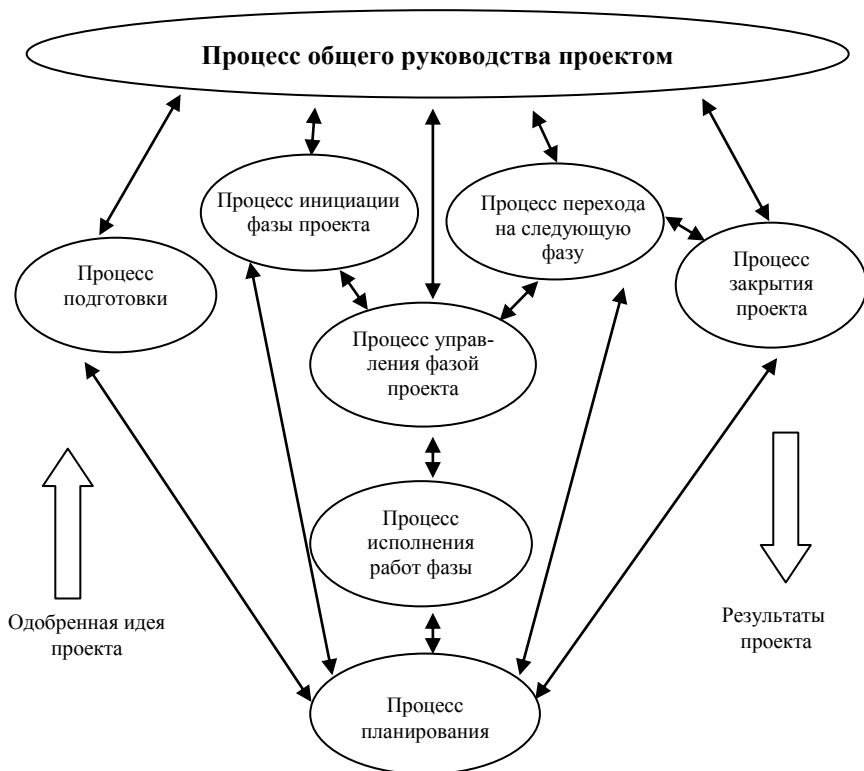 Процесс общего руководства проектом
Процесс инициации
фазы проекта
Процесс перехода
на следующую
фазу
Процесс
подготовки
Процесс
закрытия
проекта
Процесс управ-
ления фазой
проекта
Процесс
исполнения
работ фазы
Одобренная идея
проекта
Результаты
проекта
Процесс
планирования